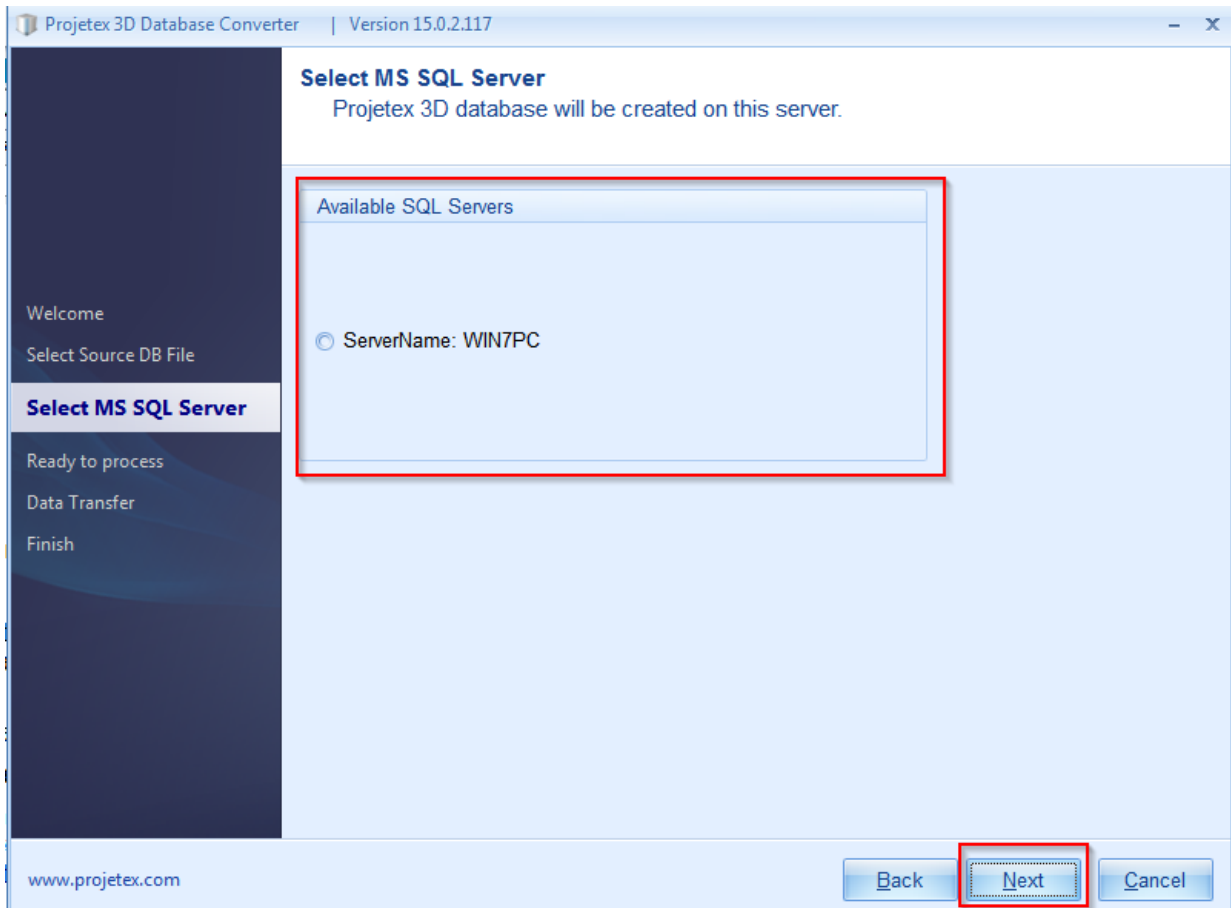 Projetex 3D Database Converter | Version 15.0.2.117
Select MS SQL Server
Projetex 3D database will be created on this server.
Available SQL Servers
ServerName: WIN7PC
Welcome
Select Source DB File
Select MS SQL Server
Ready to process
Data Transfer
Finish
www.projetex.com
Back
Next
Cancel